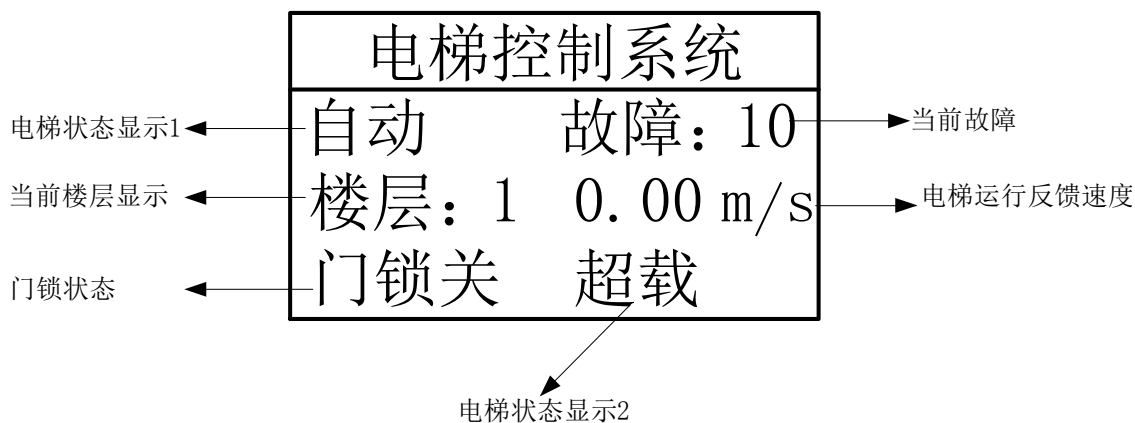 电梯控制系统
电梯状态显示1
自动
故障：10
当前故障
当前楼层显示
楼层：1
0.00 m/s
电梯运行反馈速度
门锁状态
门锁关
超载
电梯状态显示2